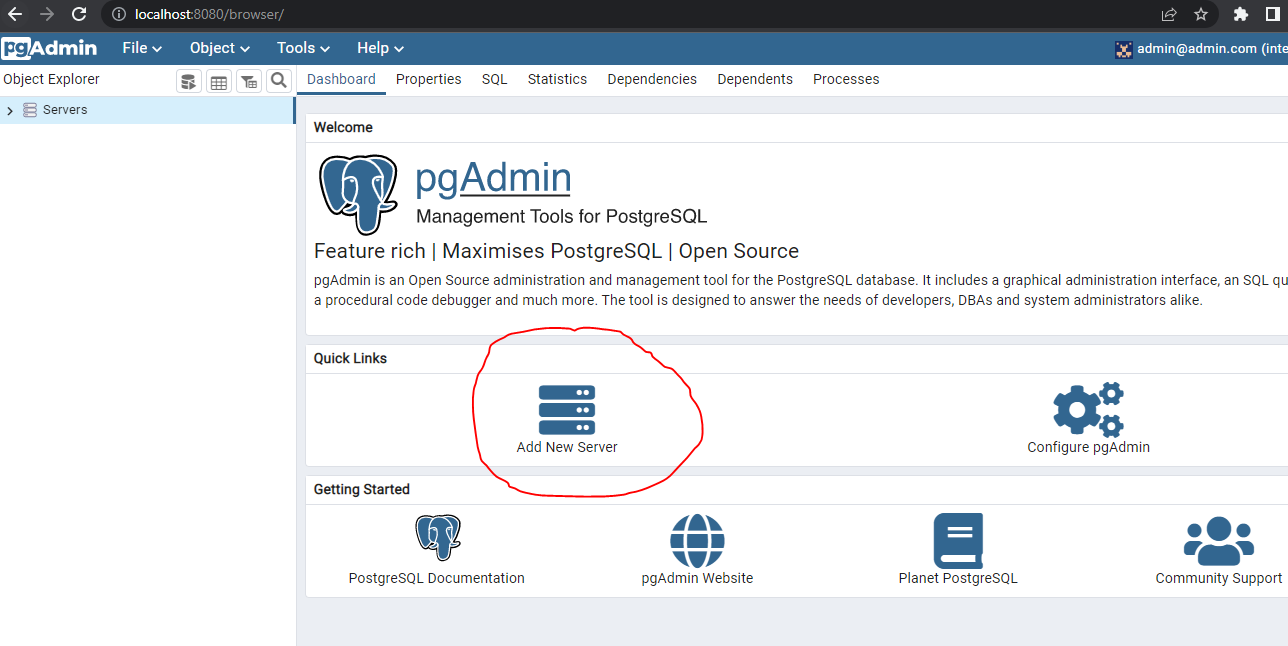 localhost:8080/browser/
pgAdmin File Object Tools Help admin@admin.com (inte
Object Explorer
Dashboard Properties SQL Statistics Dependencies Dependents Processes
Servers
Welcome
pgAdmin
Management Tools for PostgreSQL
Feature rich | Maximises PostgreSQL | Open Source
pgAdmin is an Open Source administration and management tool for the PostgreSQL database. It includes a graphical administration interface, an SQL qu
a procedural code debugger and much more. The tool is designed to answer the needs of developers, DBAs and system administrators alike.
Quick Links
Add New Server Configure pgAdmin
Getting Started
PostgreSQL Documentation pgAdmin Website Planet PostgreSQL Community Support